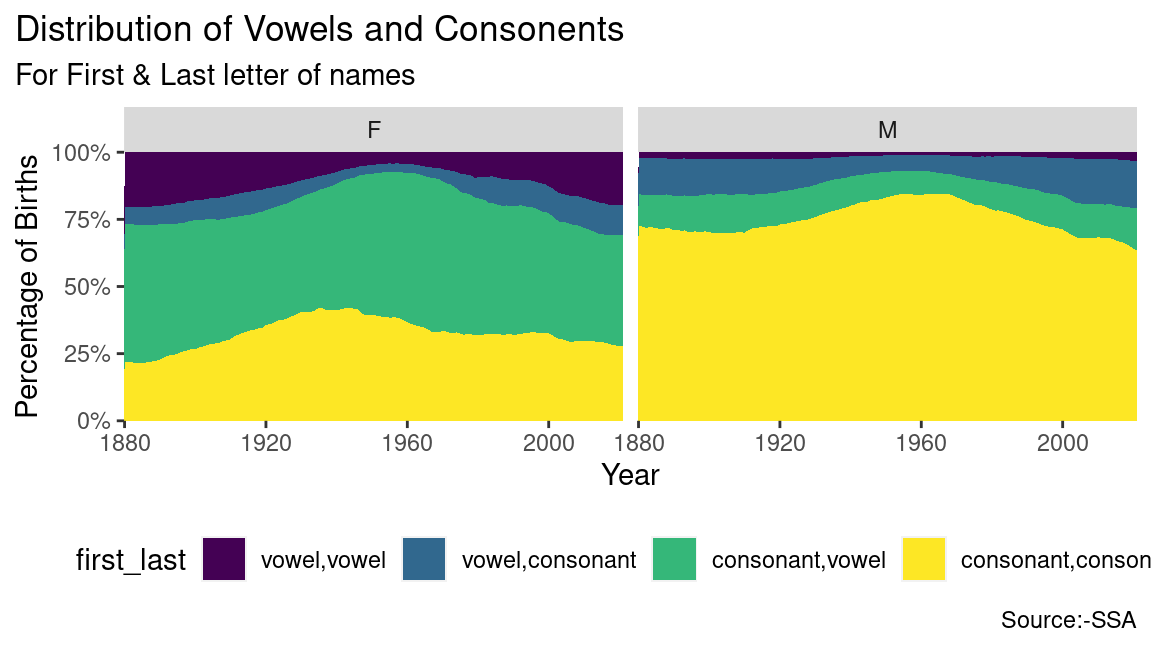 Distribution of Vowels and Consonents
For First & Last letter of names
F
M
Percentage of Births
100%
75%
50%
25%
0%
1880 1920 1960 2000 1880 1920 1960 2000
Year
first_last vowel,vowel vowel,consonant consonant,vowel consonant,conson
Source:-SSA